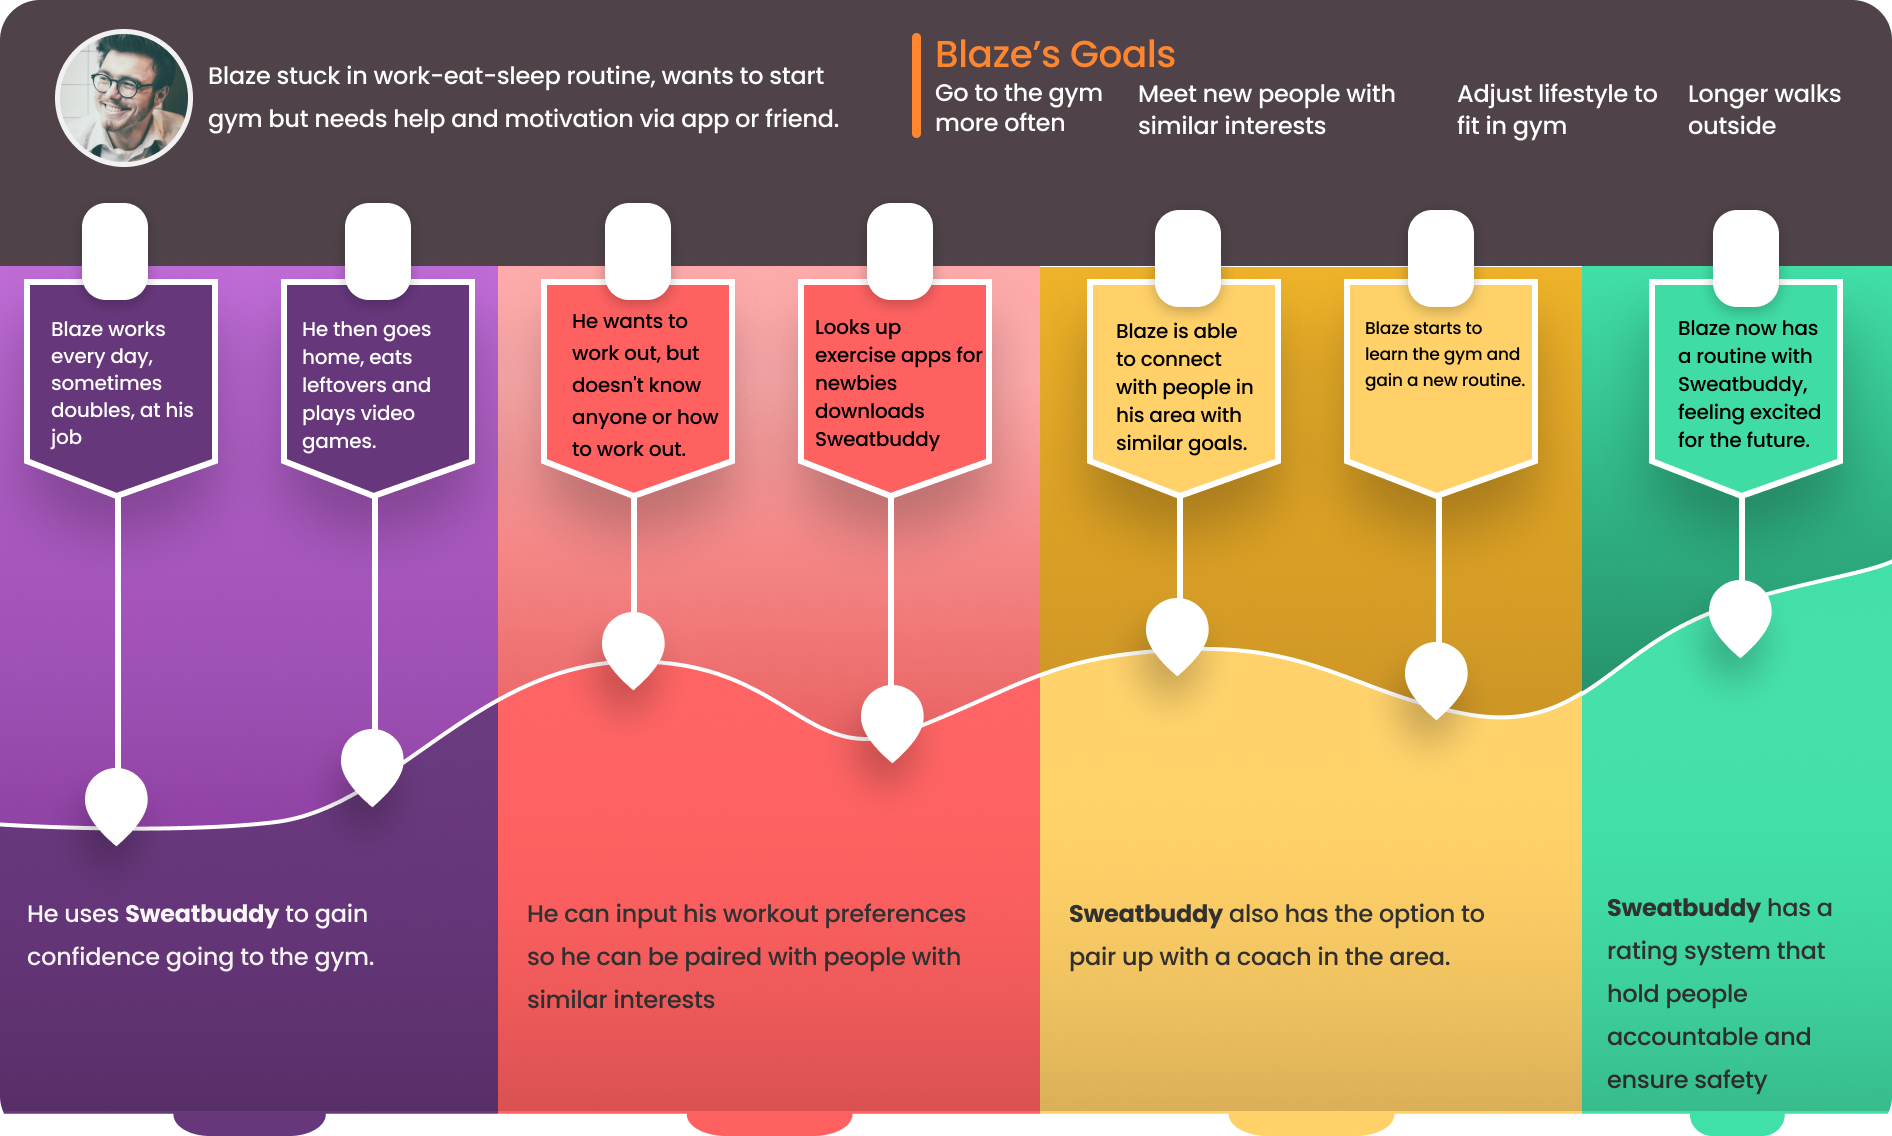 Blaze stuck in work-eat-sleep routine, wants to start
gym but needs help and motivation via app or friend.
Blaze’s Goals
Go to the gym
more often
Meet new people with
similar interests
Adjust lifestyle to
fit in gym
Longer walks
outside
Blaze works
every day,
sometimes
doubles, at his
job
He then goes
home, eats
leftovers and
plays video
games.
He wants to
work out, but
doesn't know
anyone or how
to work out.
Looks up
exercise apps for
newbies
downloads
Sweatbuddy
Blaze is able
to connect
with people in
his area with
similar goals.
Blaze starts to
learn the gym and
gain a new routine.
Blaze now has
a routine with
Sweatbuddy,
feeling excited
for the future.
He uses Sweatbuddy to gain
confidence going to the gym.
He can input his workout preferences
so he can be paired with people with
similar interests
Sweatbuddy also has the option to
pair up with a coach in the area.
Sweatbuddy has a
rating system that
hold people
accountable and
ensure safety